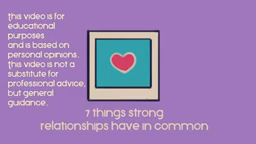 This video is for
educational
purposes
and is based on
personal opinions.
This video is not a
substitute for
professional advice,
but general
guidance.
7 things strong
relationships have in common